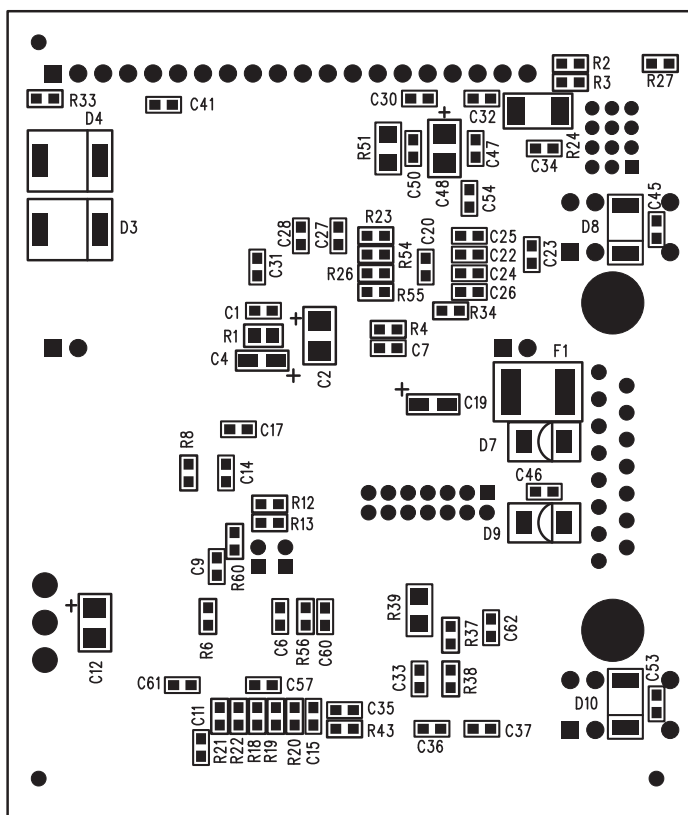 R2
R3
R27
R33
C41
C30
C32
D4
R51
C50
C48
C47
C34
R24
C54
D3
C28
C27
R23
R54
C20
C25
C22
C23
D8
C45
C31
R26
C24
R55
C26
C1
R34
R1
R4
C4
C2
C7
F1
C19
C17
R8
C14
D7
C46
R12
R13
D9
C9
R60
R39
R37
C62
C12
R6
C6
R56
C60
C61
C57
C33
R38
C53
D10
C11
R21
R22
R18
R19
R20
C15
C35
R43
C36
C37
+
+
+
+
+